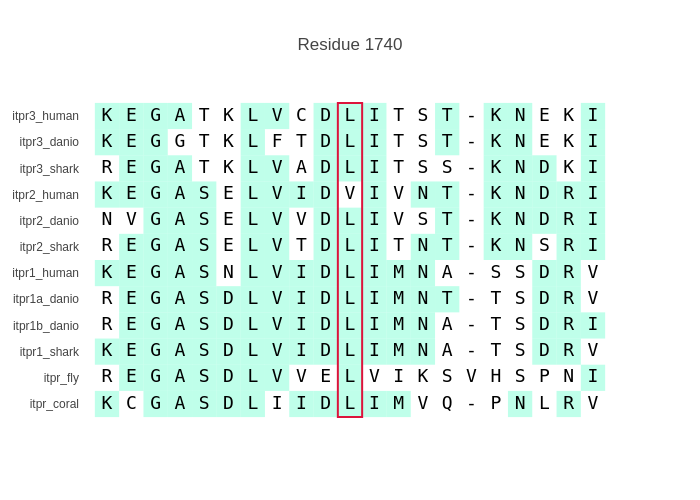 Residue 1740
itpr3_human K E G A T K L V C D L I T S T - K N E K I
itpr3_danio K E G G T K L F T D L I T S T - K N E K I
itpr3_shark R E G A T K L V A D L I T S S - K N D K I
itpr2_human K E G A S E L V I D V I V N T - K N D R I
itpr2_danio N V G A S E L V V D L I V S T - K N D R I
itpr2_shark R E G A S E L V T D L I T N T - K N S R I
itpr1_human K E G A S N L V I D L I M N A - S S D R V
itpr1a_danio R E G A S D L V I D L I M N T - T S D R V
itpr1b_danio R E G A S D L V I D L I M N A - T S D R I
itpr1_shark K E G A S D L V I D L I M N A - T S D R V
itpr_fly R E G A S D L V V E L V I K S V H S P N I
itpr_coral K C G A S D L I I D L I M V Q - P N L R V